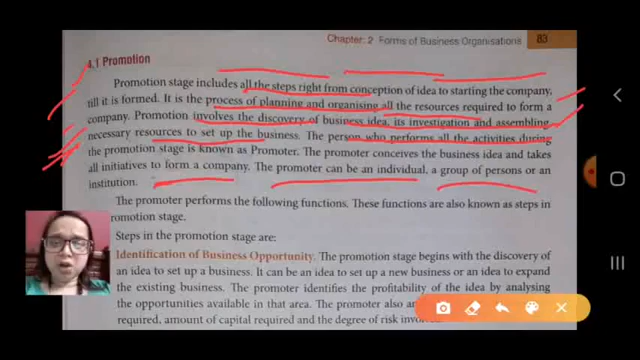 Chapter: 2 Forms of Business Organisations 83
4.1 Promotion
Promotion stage includes all the steps right from conception of idea to starting the company,
till it is formed. It is the process of planning and organising all the resources required to form a
company. Promotion involves the discovery of business idea, its investigation and assembling
necessary resources to set up the business. The person who performs all the activities during
the promotion stage is known as Promoter. The promoter conceives the business idea and takes
all initiatives to form a company. The promoter can be an individual, a group of persons or an
institution.
The promoter performs the following functions. These functions are also known as steps in
romotion stage.
Steps in the promotion stage are:
Identification of Business Opportunity. The promotion stage begins with the discovery of
an idea to set up a business. It can be an idea to set up a new business or an idea to expand
the existing business. The promoter identifies the profitability of the idea by analysing
the opportunities available in that area. The promoter also
required, amount of capital required and the degree of risk